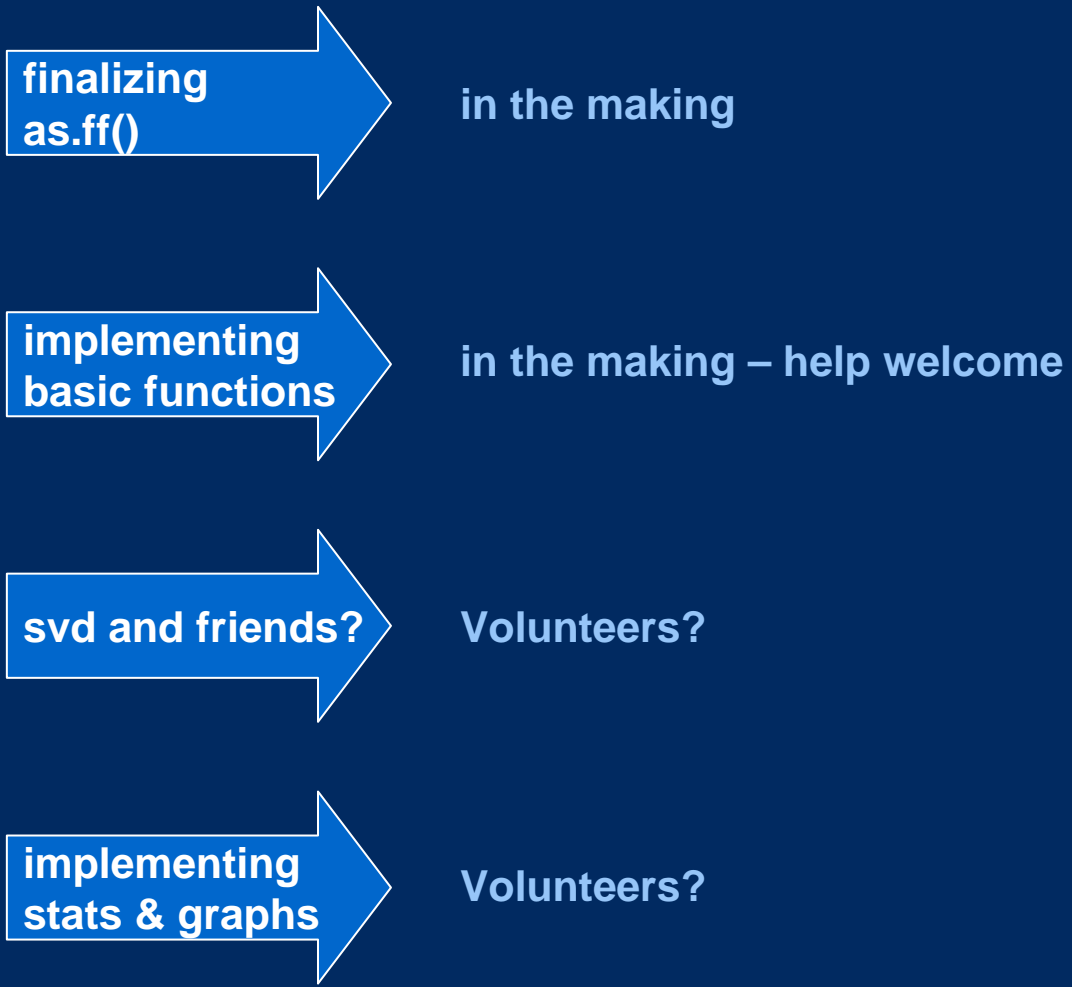 finalizing
as.ff()
in the making
implementing
basic functions
in the making – help welcome
svd and friends?
Volunteers?
implementing
stats & graphs
Volunteers?